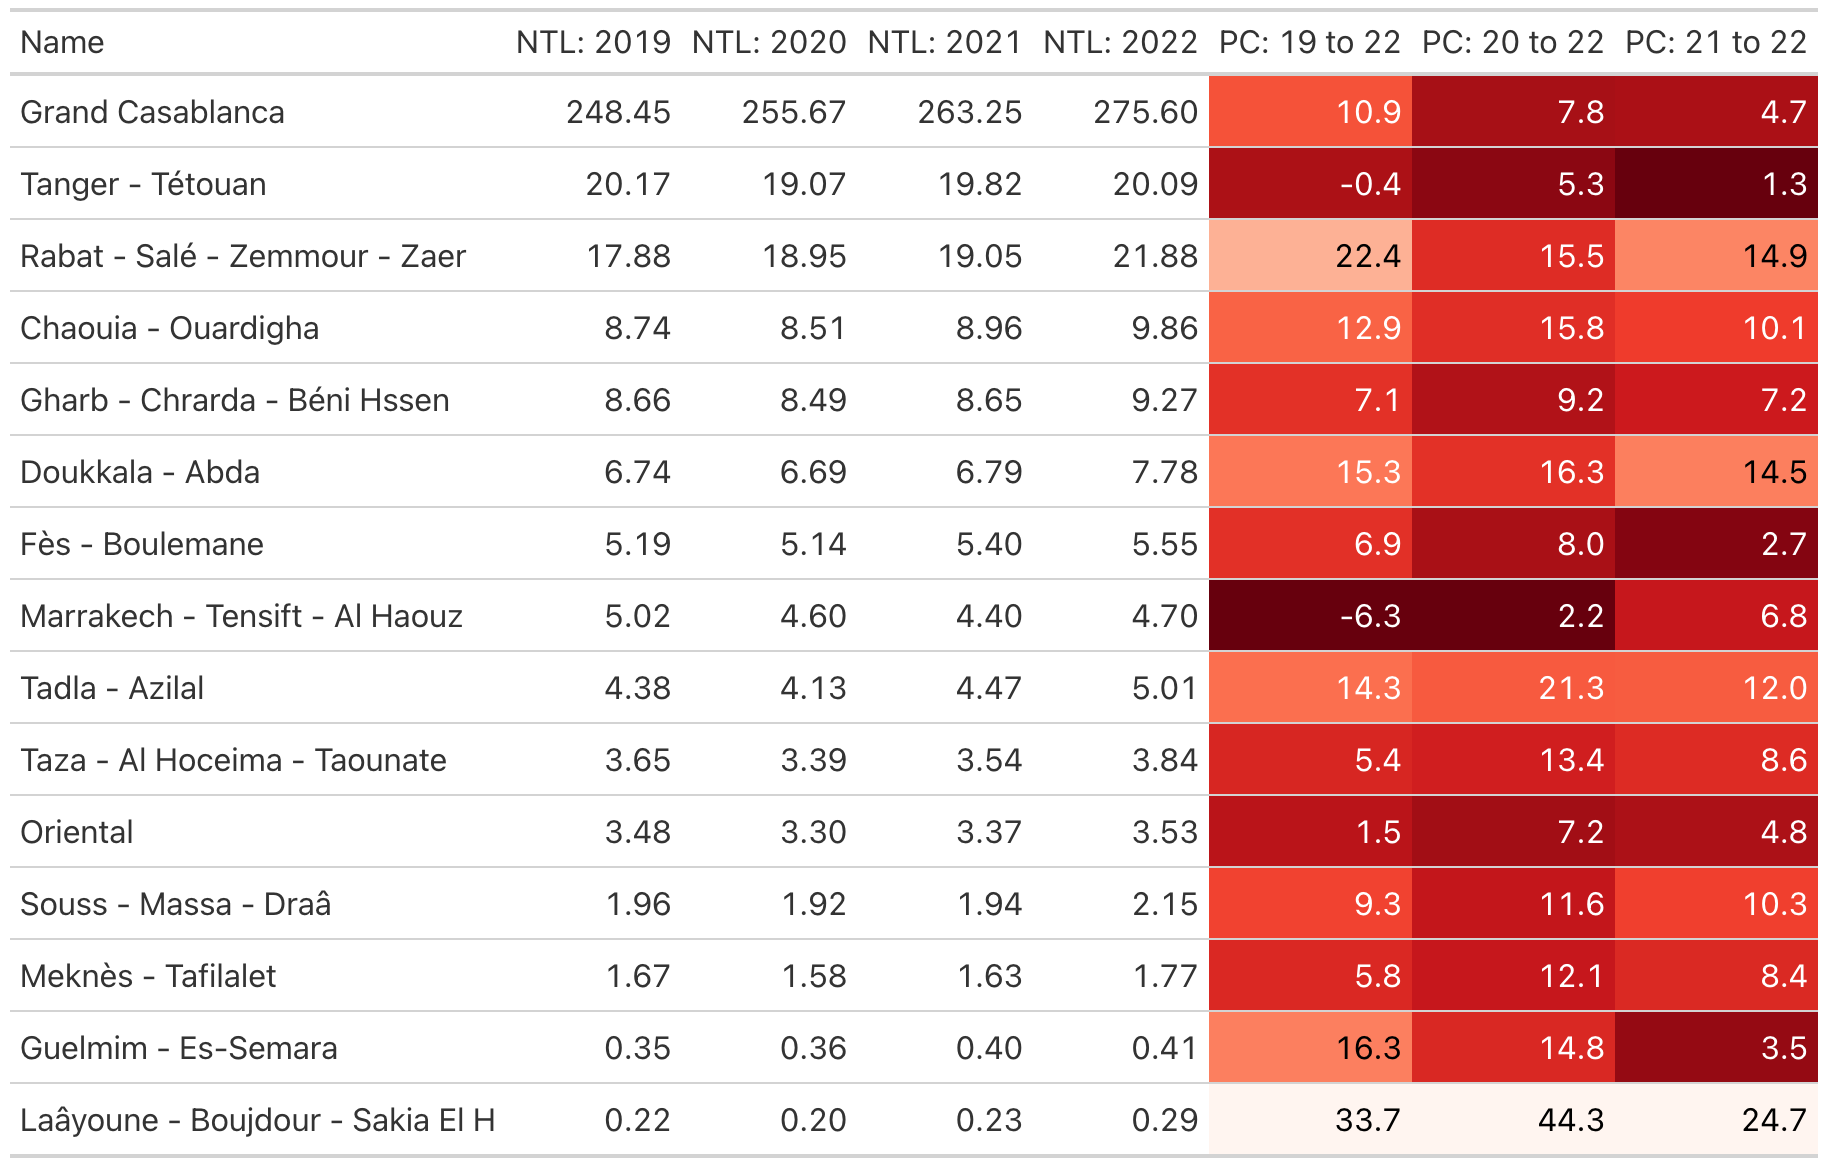 Name NTL: 2019 NTL: 2020 NTL: 2021 NTL: 2022 PC: 19 to 22 PC: 20 to 22 PC: 21 to 22
Grand Casablanca 248.45 255.67 263.25 275.60 10.9 7.8 4.7
Tanger - Tétouan 20.17 19.07 19.82 20.09 -0.4 5.3 1.3
Rabat - Salé - Zemmour - Zaer 17.88 18.95 19.05 21.88 22.4 15.5 14.9
Chaouia - Ouardigha 8.74 8.51 8.96 9.86 12.9 15.8 10.1
Gharb - Chrarda - Béni Hssen 8.66 8.49 8.65 9.27 7.1 9.2 7.2
Doukkala - Abda 6.74 6.69 6.79 7.78 15.3 16.3 14.5
Fès - Boulemane 5.19 5.14 5.40 5.55 6.9 8.0 2.7
Marrakech - Tensift - Al Haouz 5.02 4.60 4.40 4.70 -6.3 2.2 6.8
Tadla - Azilal 4.38 4.13 4.47 5.01 14.3 21.3 12.0
Taza - Al Hoceima - Taounate 3.65 3.39 3.54 3.84 5.4 13.4 8.6
Oriental 3.48 3.30 3.37 3.53 1.5 7.2 4.8
Souss - Massa - Draâ 1.96 1.92 1.94 2.15 9.3 11.6 10.3
Meknès - Tafilalet 1.67 1.58 1.63 1.77 5.8 12.1 8.4
Guelmim - Es-Semara 0.35 0.36 0.40 0.41 16.3 14.8 3.5
Laâyoune - Boujdour - Sakia El H 0.22 0.20 0.23 0.29 33.7 44.3 24.7